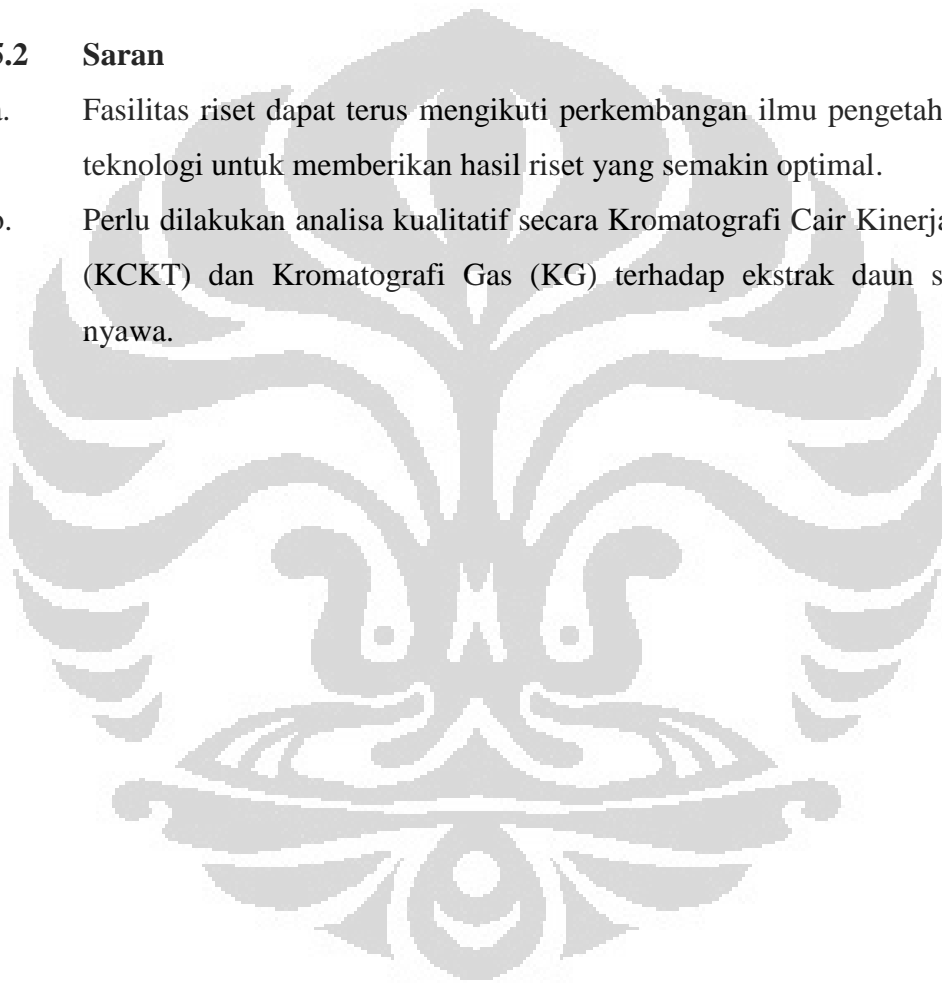 5.2 Saran
a. Fasilitas riset dapat terus mengikuti perkembangan ilmu pengetah
teknologi untuk memberikan hasil riset yang semakin optimal.
b. Perlu dilakukan analisa kualitatif secara Kromatografi Cair Kinerja
(KCKT) dan Kromatografi Gas (KG) terhadap ekstrak daun s
nyawa.